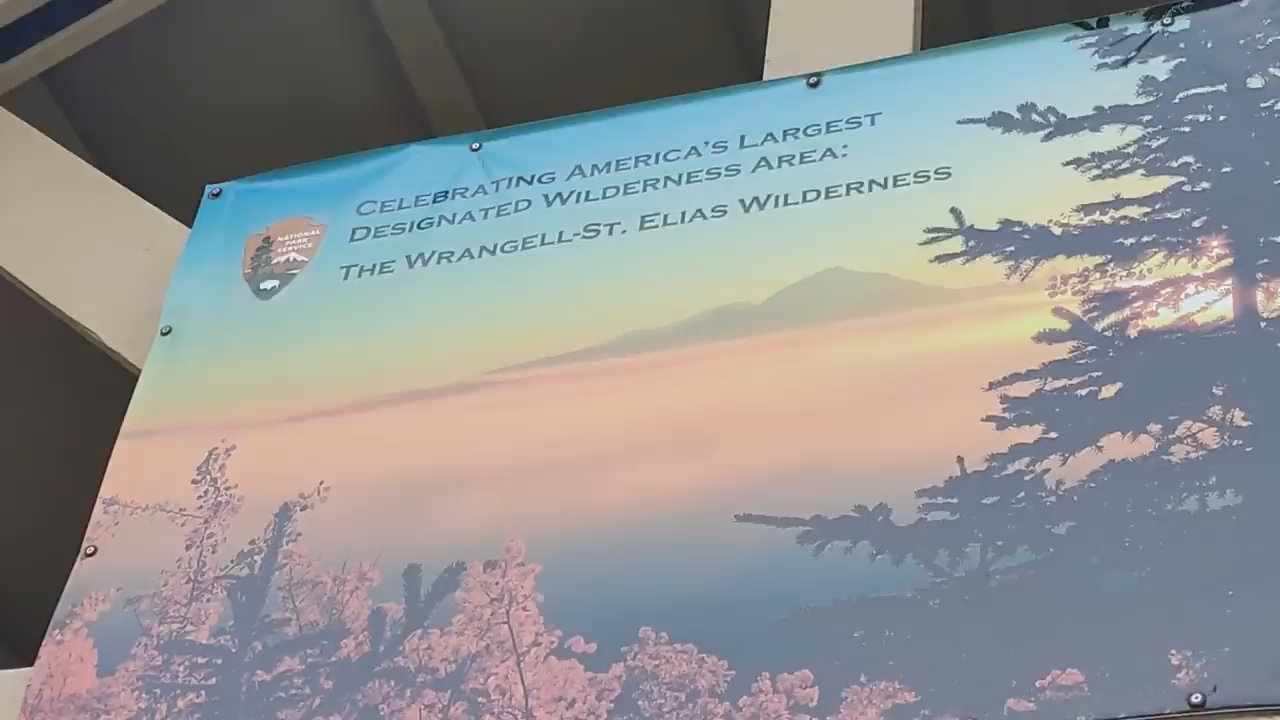 CELEBRATING AMERICA'S LARGEST
DESIGNATED WILDERNESS AREA:
THE WRANGELL-ST. ELIAS WILDERNESS
NATIONAL
PARK
SERVICE